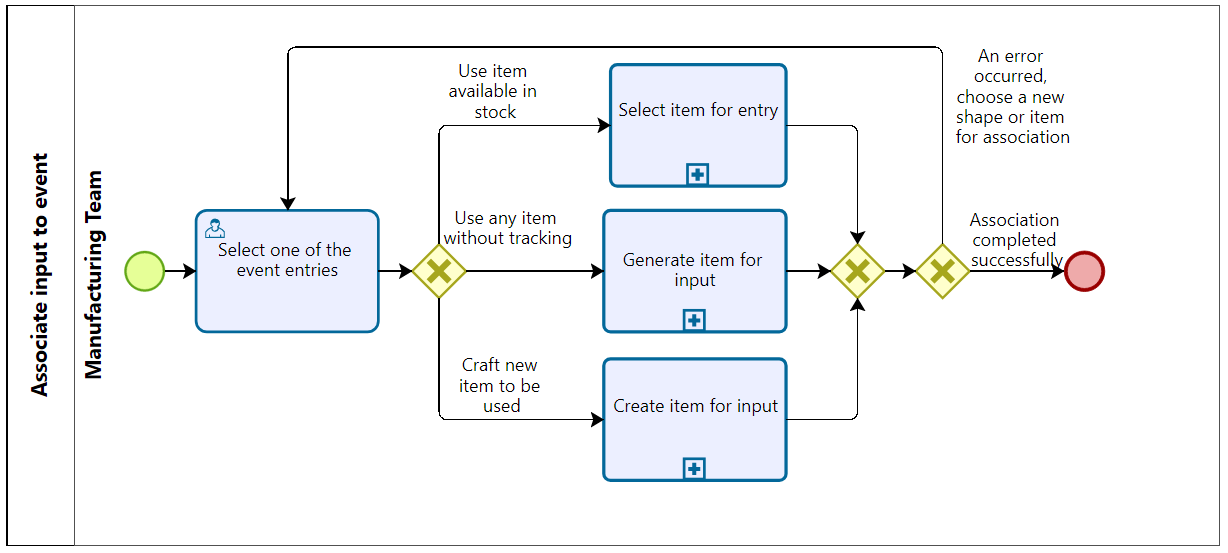 Associate input to event
Manufacturing Team
Select one of the
event entries
Use item
available in
stock
Use any item
without tracking
Craft new
item to be
used
Select item for entry
Generate item for
input
Create item for input
An error
occurred,
choose a new
shape or item
for association
Association
completed
successfully